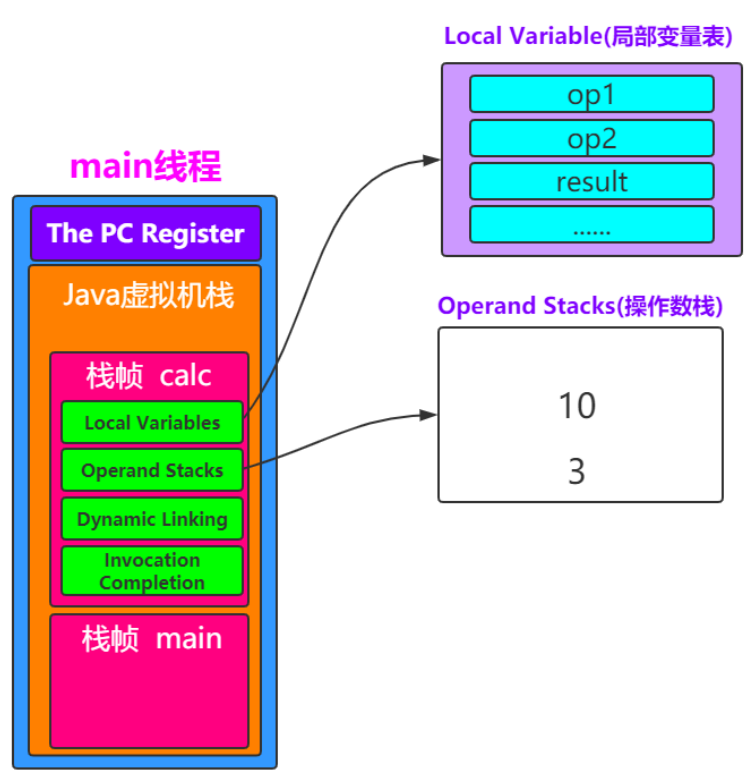 main线程
The PC Register
Java虚拟机栈
栈帧 calc
Local Variables
Operand Stacks
Dynamic Linking
Invocation
Completion
栈帧 main
Local Variable(局部变量表)
op1
op2
result
......
Operand Stacks(操作数栈)
10
3